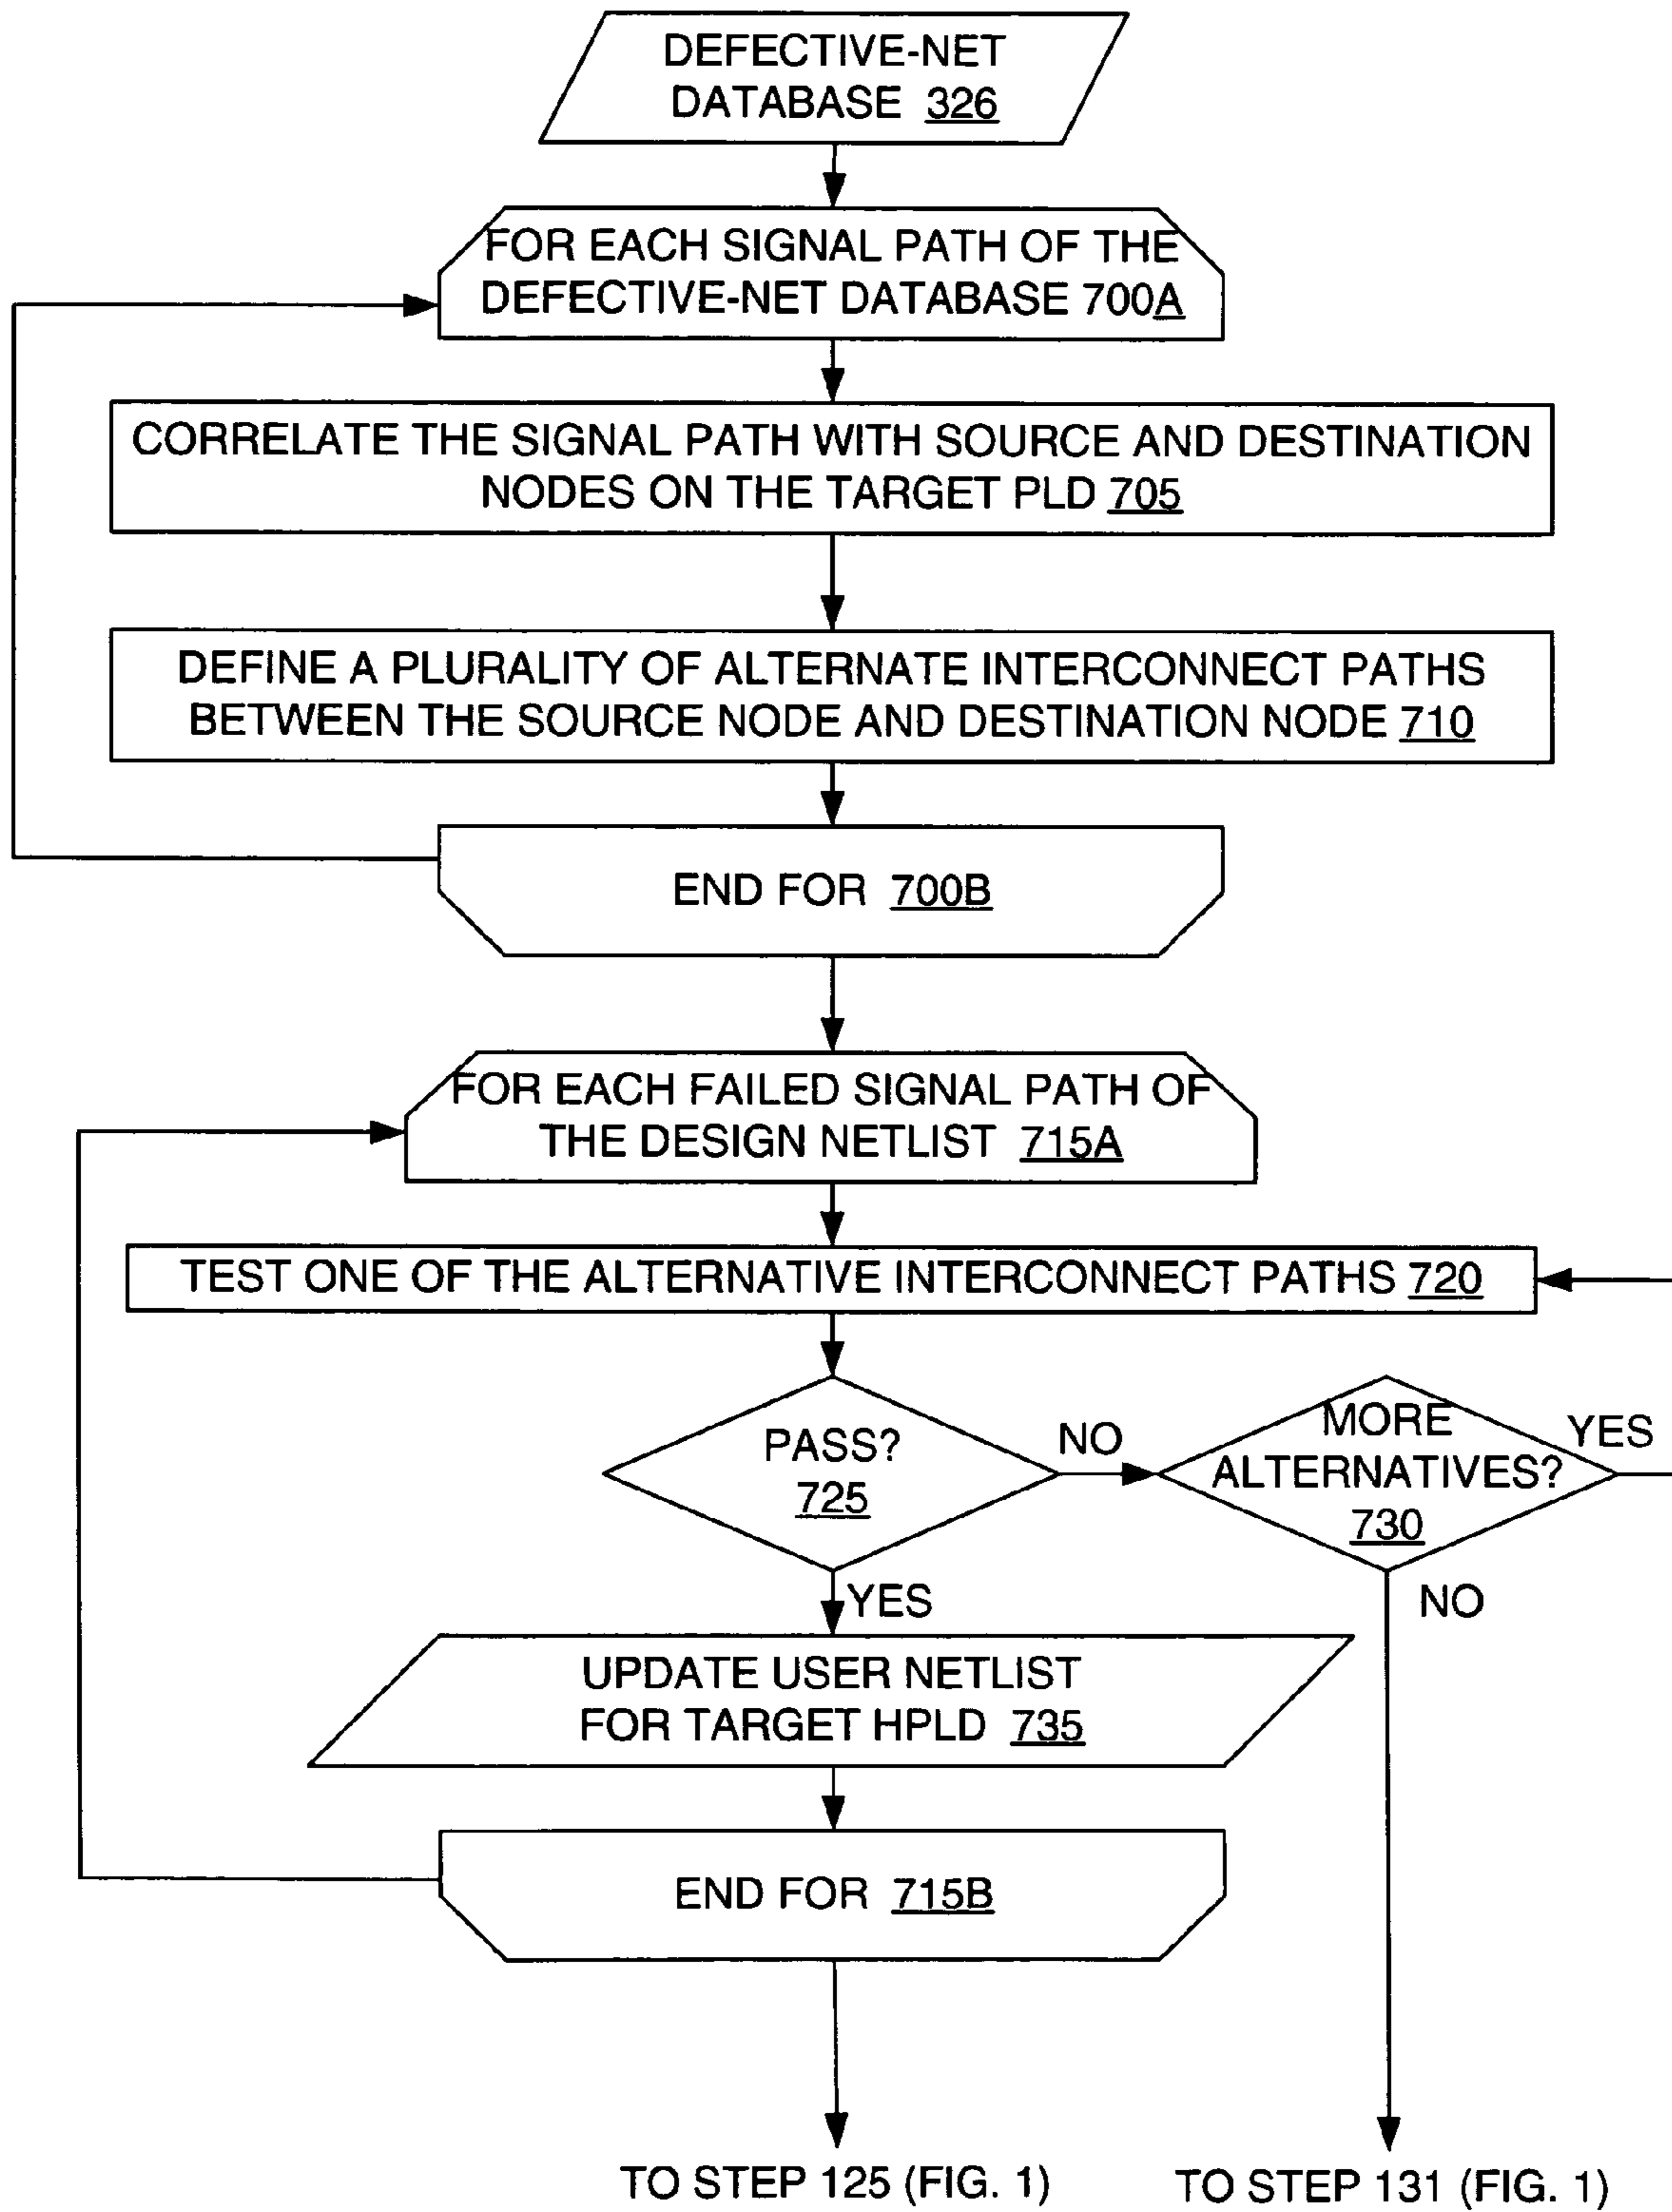 DEFECTIVE-NET
DATABASE 326
FOR EACH SIGNAL PATH OF THE
DEFECTIVE-NET DATABASE 700A
CORRELATE THE SIGNAL PATH WITH SOURCE AND DESTINATION
NODES ON THE TARGET PLD 705
DEFINE A PLURALITY OF ALTERNATE INTERCONNECT PATHS
BETWEEN THE SOURCE NODE AND DESTINATION NODE 710
END FOR 700B
FOR EACH FAILED SIGNAL PATH OF
THE DESIGN NETLIST 715A
TEST ONE OF THE ALTERNATIVE INTERCONNECT PATHS 720
PASS?
725
NO
MORE
ALTERNATIVES?
730
YES
YES
NO
UPDATE USER NETLIST
FOR TARGET HPLD 735
END FOR 715B
TO STEP 125 (FIG. 1)
TO STEP 131 (FIG. 1)